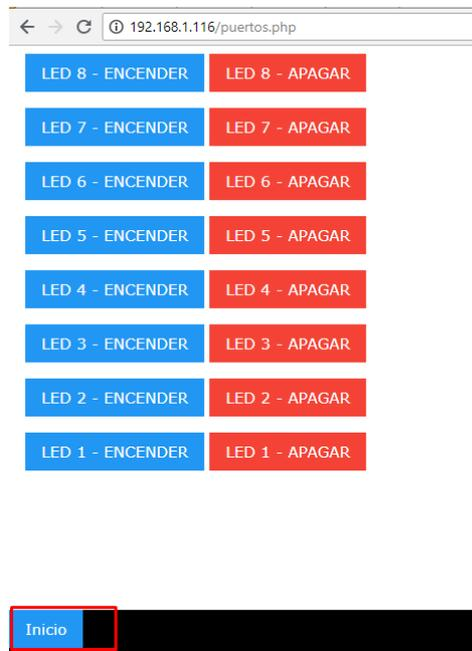 192.168.1.116/puertos.php
LED 8 - ENCENDER LED 8 - APAGAR
LED 7 - ENCENDER LED 7 - APAGAR
LED 6 - ENCENDER LED 6 - APAGAR
LED 5 - ENCENDER LED 5 - APAGAR
LED 4 - ENCENDER LED 4 - APAGAR
LED 3 - ENCENDER LED 3 - APAGAR
LED 2 - ENCENDER LED 2 - APAGAR
LED 1 - ENCENDER LED 1 - APAGAR
Inicio